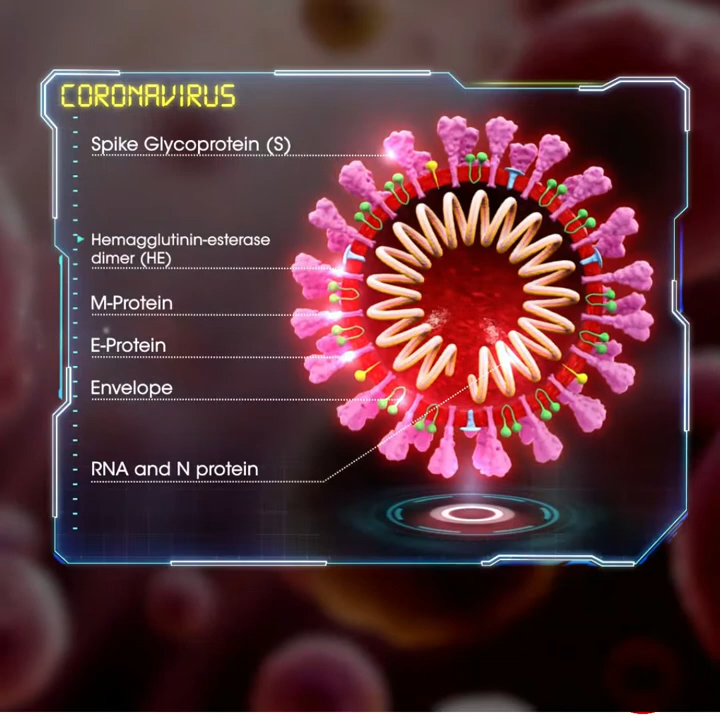 CORONAVIRUS
Spike Glycoprotein (S)
Hemagglutinin-esterase
dimer (HE)
M-Protein
E-Protein
Envelope
RNA and N protein